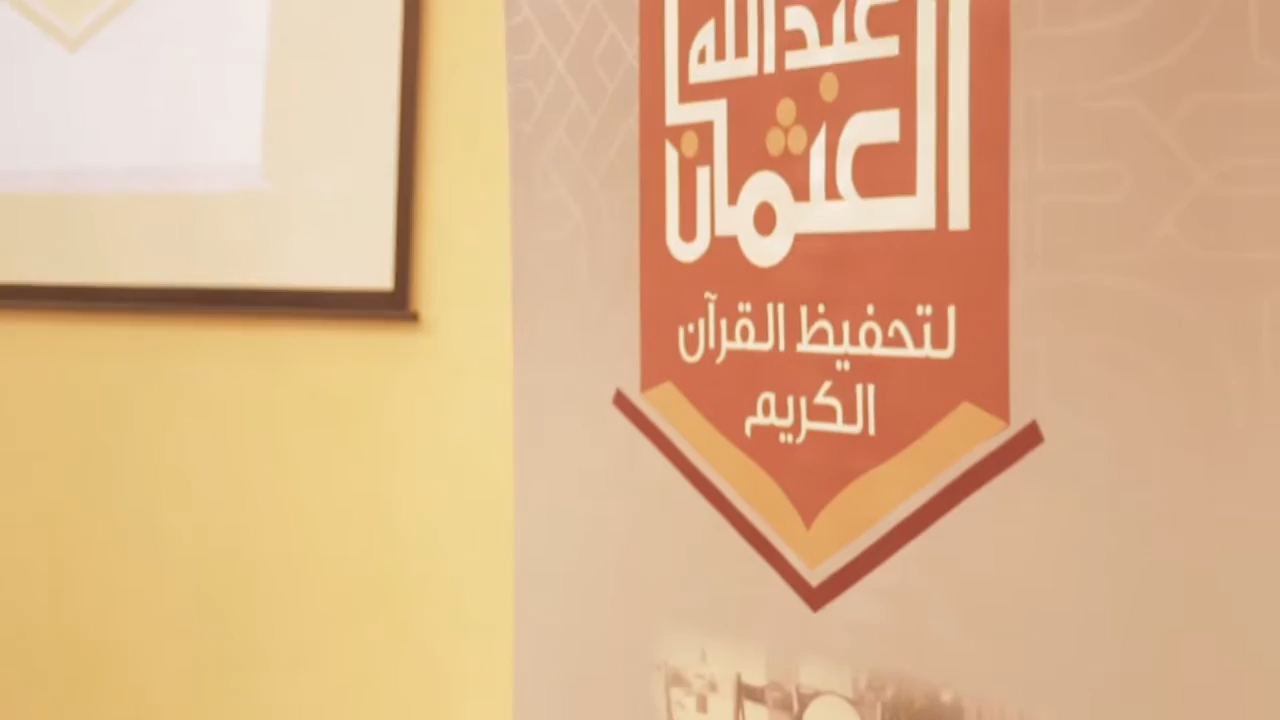 عبدالله
العثمان
لتحفيظ القرآن
الكريم